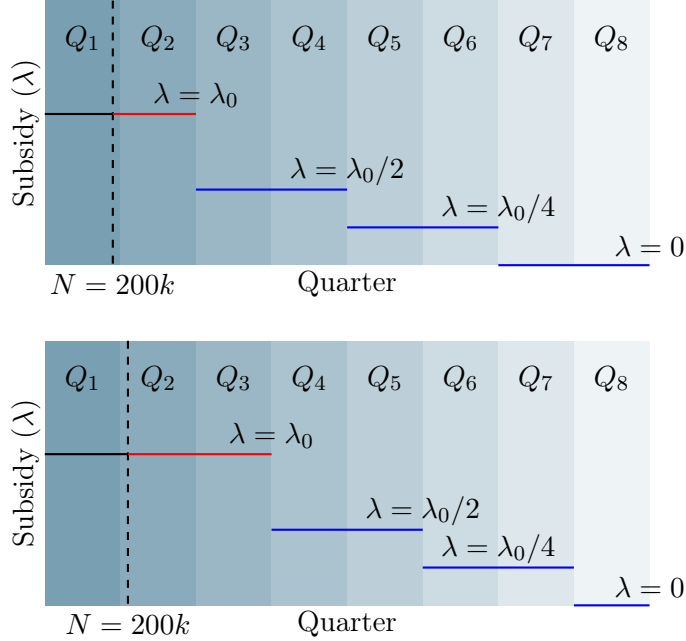 Q₁ Q₂ Q₃ Q₄ Q₅ Q₆ Q₇ Q₈
Subsidy (λ)
λ = λ₀
λ = λ₀/2
λ = λ₀/4
λ = 0
N = 200k
Quarter
Q₁ Q₂ Q₃ Q₄ Q₅ Q₆ Q₇ Q₈
Subsidy (λ)
λ = λ₀
λ = λ₀/2
λ = λ₀/4
λ = 0
N = 200k
Quarter